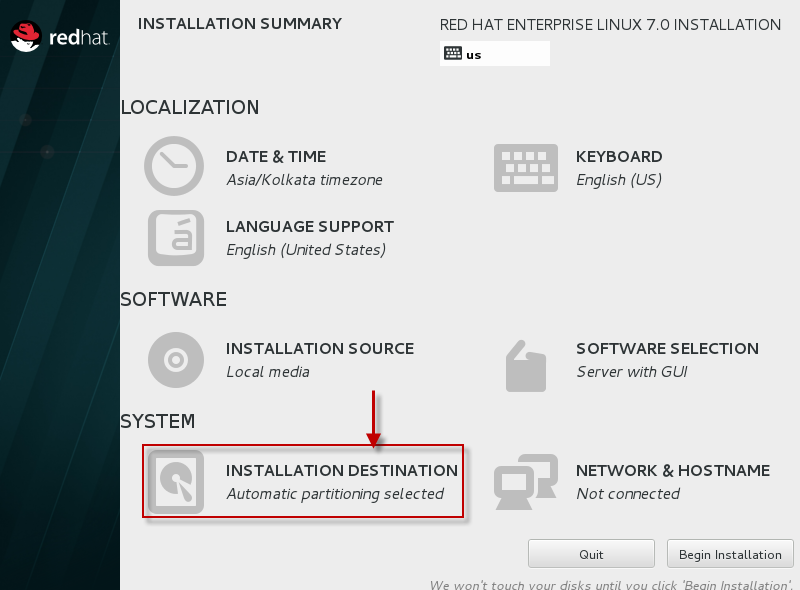 redhat.
INSTALLATION SUMMARY
RED HAT ENTERPRISE LINUX 7.0 INSTALLATION
us
LOCALIZATION
DATE & TIME
Asia/Kolkata timezone
KEYBOARD
English (US)
LANGUAGE SUPPORT
English (United States)
SOFTWARE
INSTALLATION SOURCE
Local media
SOFTWARE SELECTION
Server with GUI
SYSTEM
INSTALLATION DESTINATION
Automatic partitioning selected
NETWORK & HOSTNAME
Not connected
Quit
Begin Installation
We won't touch your disks until you click 'Begin Installation'.